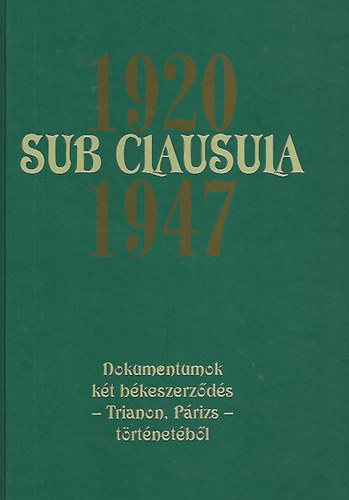 1920
SUB CLAUSULA
1947
Dokumentumok
két békeszerződés
– Trianon, Párizs –
történetéből